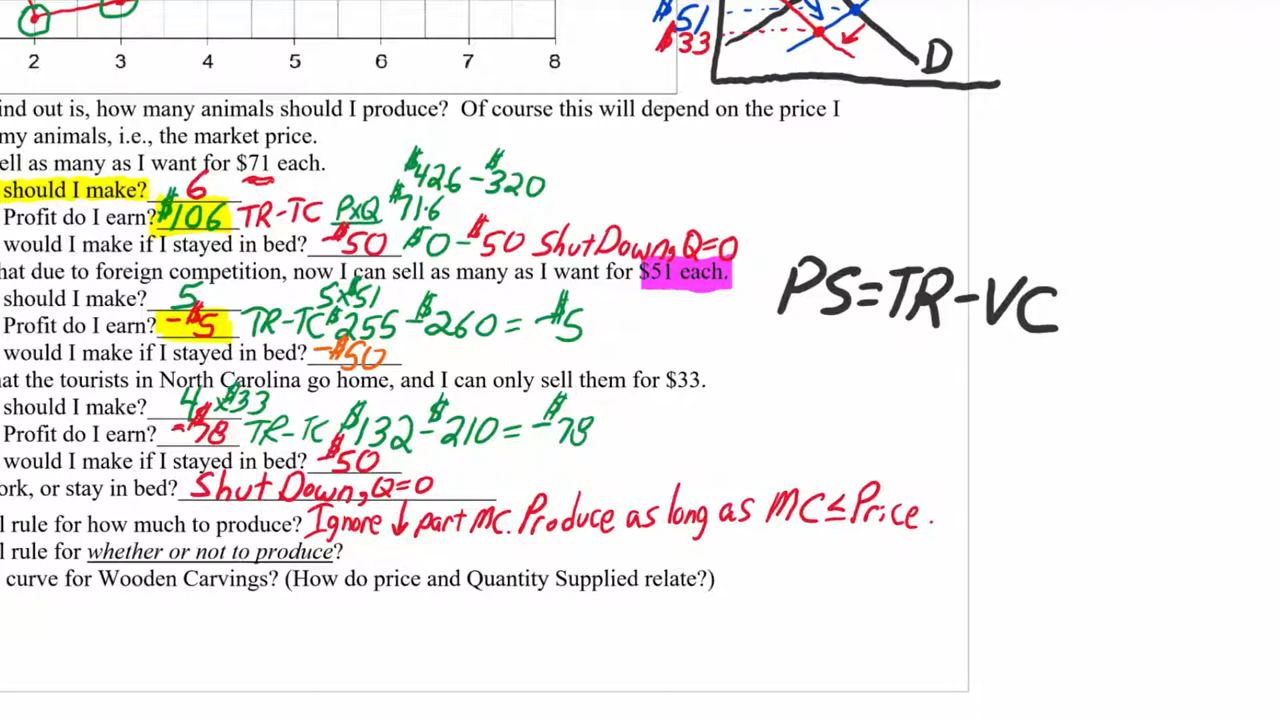 $51
$33
D
2 3 4 5 6 7 8
ind out is, how many animals should I produce? Of course this will depend on the price I
my animals, i.e., the market price.
ell as many as I want for $71 each.
$426 - $320
should I make? 6
Profit do I earn? $106 TR-TC PxQ $71·6
would I make if I stayed in bed? -$50 $0 - $50 Shut Down, Q=0
hat due to foreign competition, now I can sell as many as I want for $51 each.
should I make? 5 5x$51
Profit do I earn? -$5 TR-TC $255 - $260 = -$5
PS=TR-VC
would I make if I stayed in bed? -$50
hat the tourists in North Carolina go home, and I can only sell them for $33.
should I make? 4 x $33
Profit do I earn? -$78 TR-TC $132 - $210 = -$78
would I make if I stayed in bed? $50
ork, or stay in bed? Shut Down, Q=0
l rule for how much to produce? Ignore ↓ part MC. Produce as long as MC ≤ Price.
l rule for whether or not to produce?
curve for Wooden Carvings? (How do price and Quantity Supplied relate?)